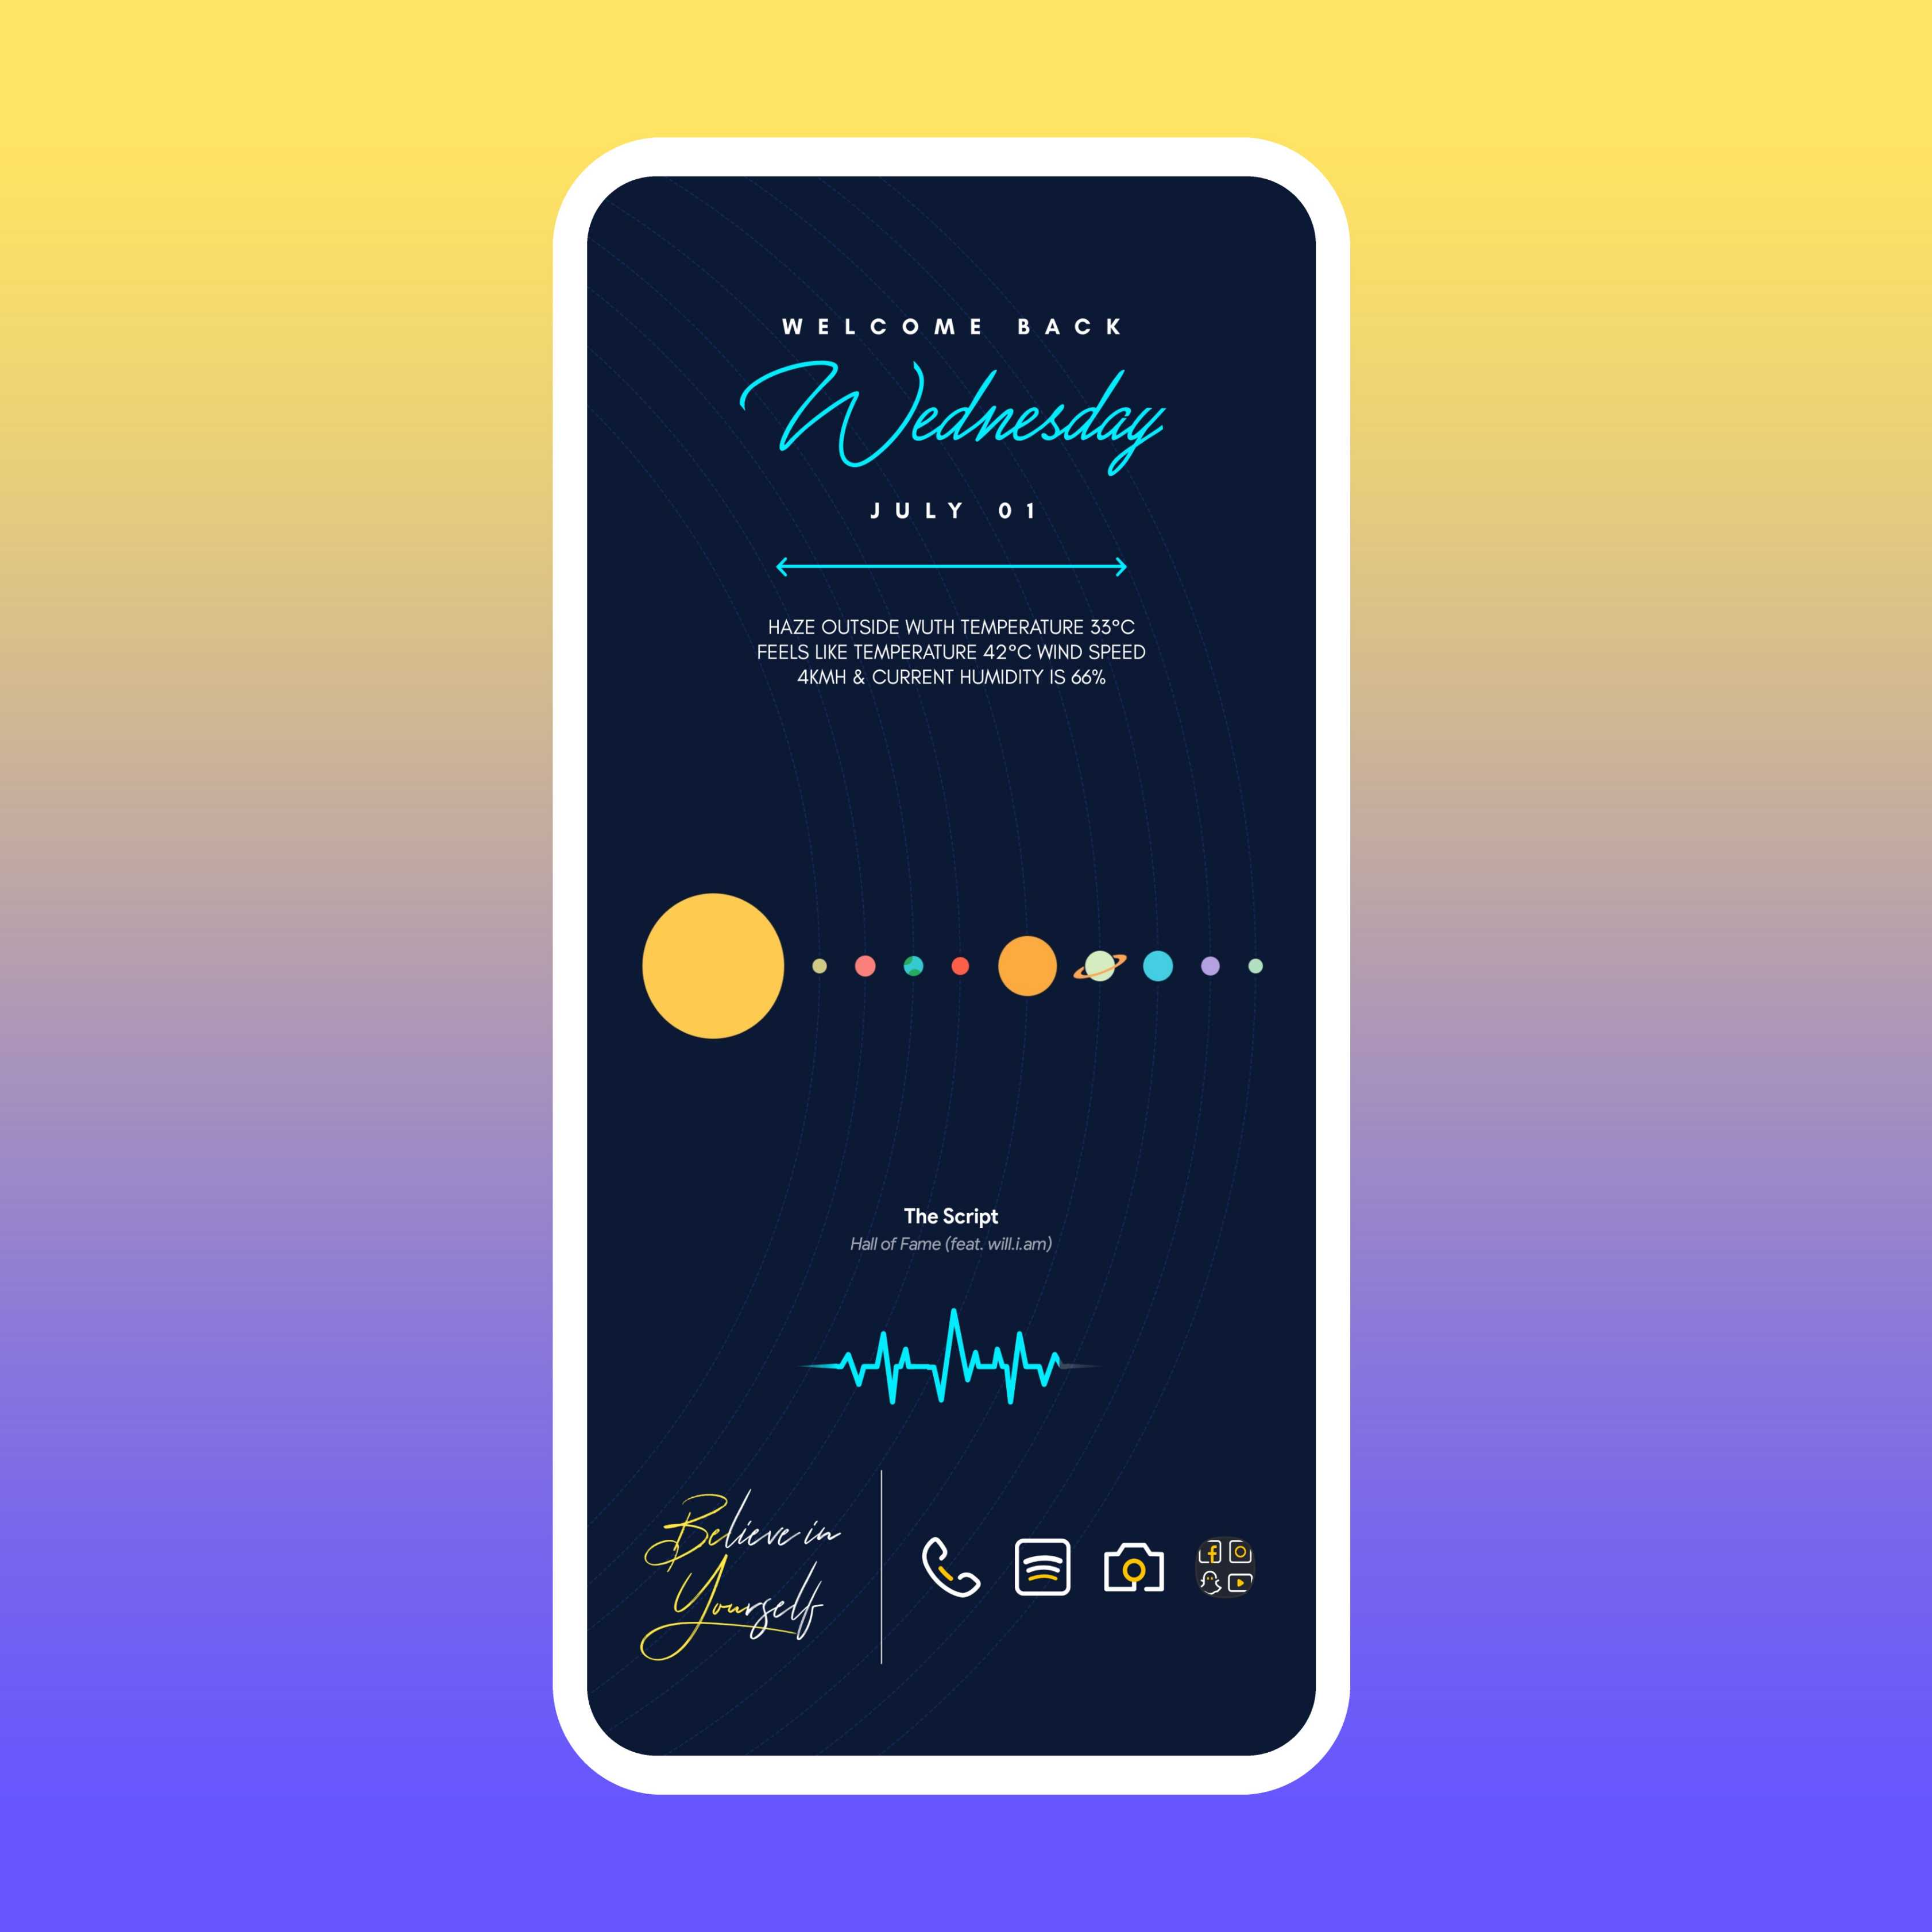 WELCOME BACK
Wednesday
JULY 01
HAZE OUTSIDE WUTH TEMPERATURE 33°C
FEELS LIKE TEMPERATURE 42°C WIND SPEED
4KMH & CURRENT HUMIDITY IS 66%
The Script
Hall of Fame (feat. will.i.am)
Believe in
Yourself